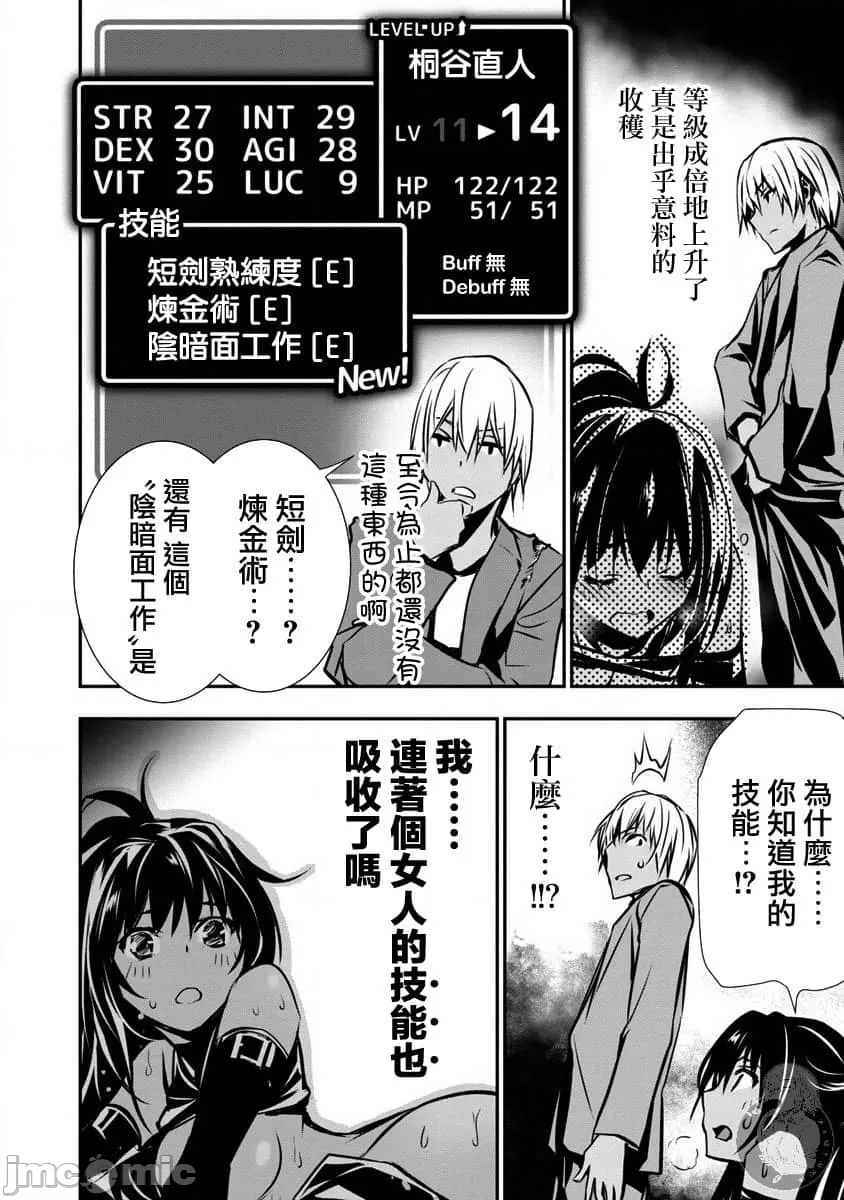 等級成倍地上升了
真是出乎意料的
收穫
LEVEL UP
桐谷直人
LV 11▶14
HP 122/122
MP 51/ 51
Buff 無
Debuff 無
STR 27 INT 29
DEX 30 AGI 28
VIT 25 LUC 9
技能
短劍熟練度[E]
煉金術[E]
陰暗面工作[E]
New!
至今為止都還沒有
這種東西的啊
短劍……?
煉金術…?
還有 這個
〝陰暗面工作〞是
為什麼……
你知道我的
技能…!?
什麼……!!?
我……
連著個女人的技能也
吸收了嗎
jmcomic